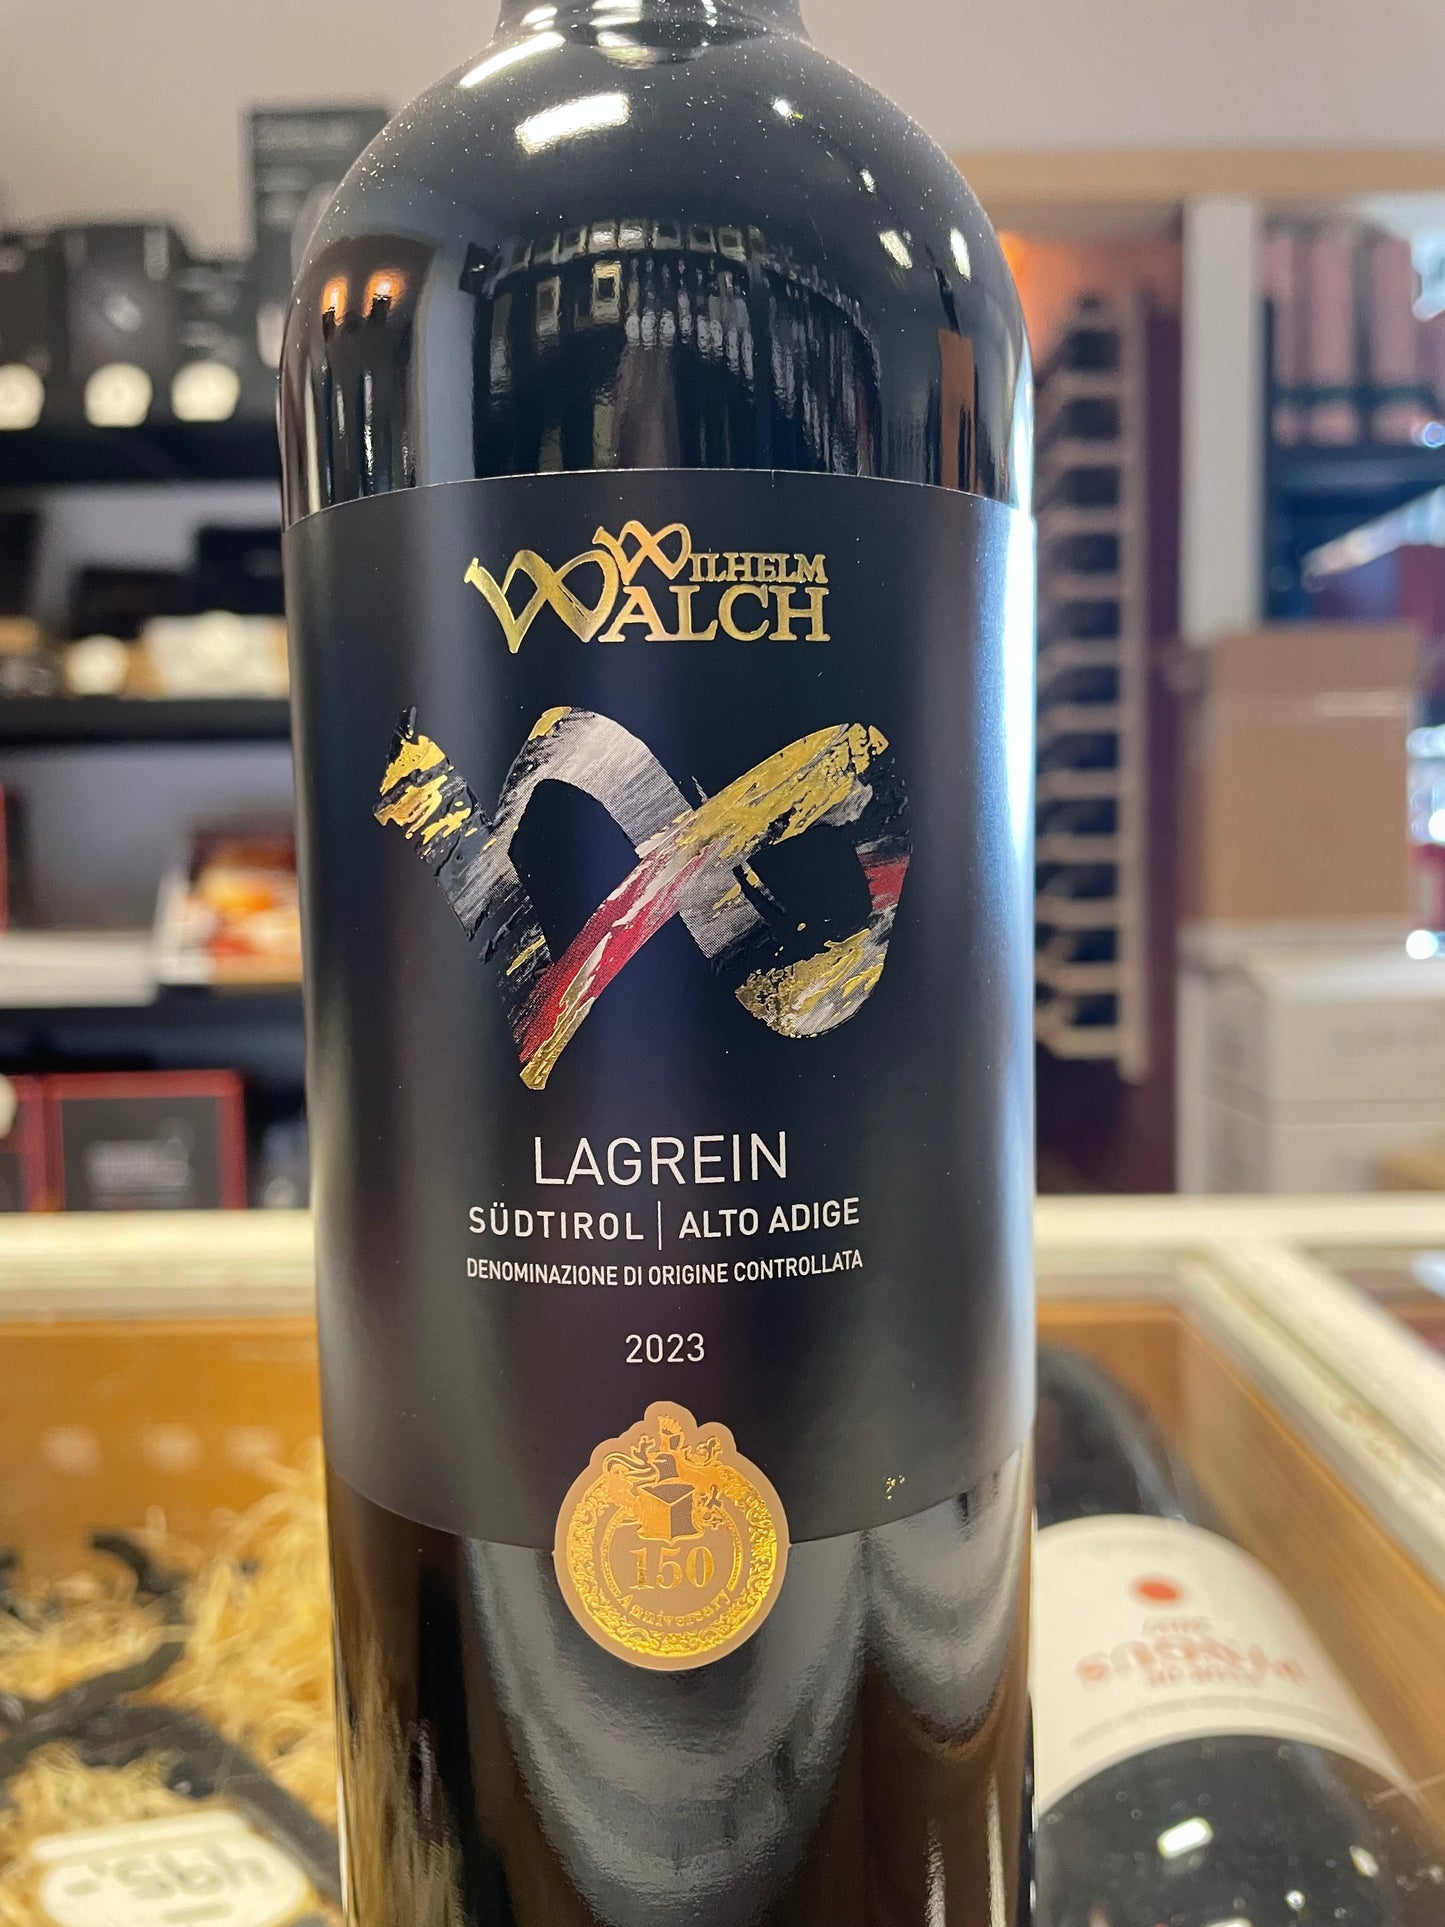 WILHELM
WALCH
LAGREIN
SÜDTIROL | ALTO ADIGE
DENOMINAZIONE DI ORIGINE CONTROLLATA
2023
150
Anniversary